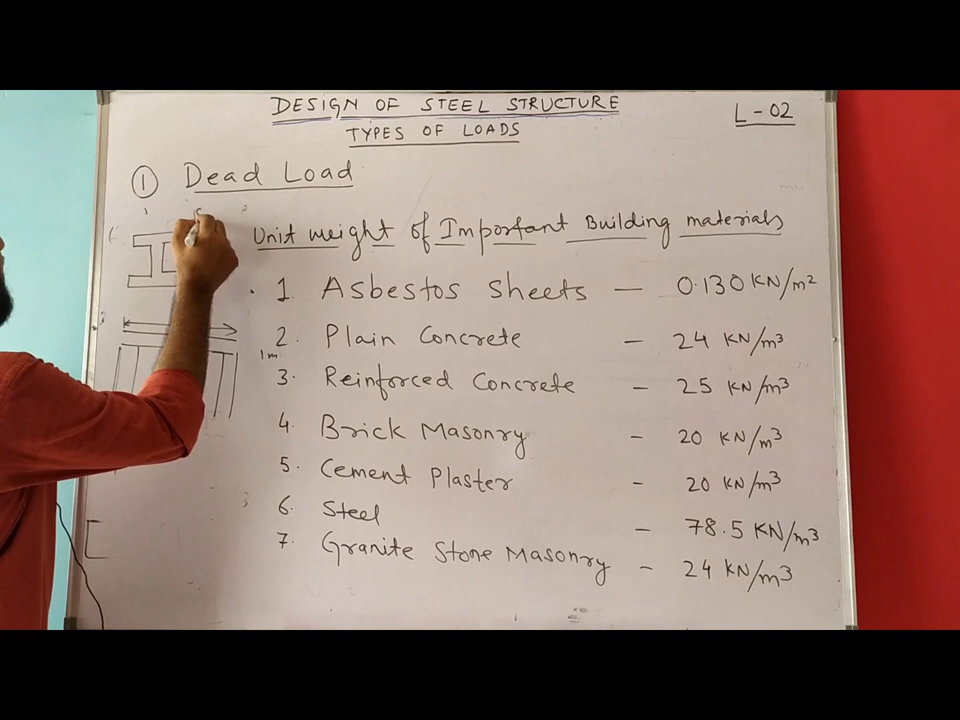 DESIGN OF STEEL STRUCTURE
L-02
TYPES OF LOADS
1 Dead Load
Unit weight of Important Building materials
1. Asbestos Sheets — 0.130 KN/m²
2. Plain Concrete — 24 KN/m³
1m
3. Reinforced Concrete — 25 KN/m³
4. Brick Masonry — 20 KN/m³
5. Cement Plaster — 20 KN/m³
6. Steel — 78.5 KN/m³
7. Granite Stone Masonry — 24 KN/m³